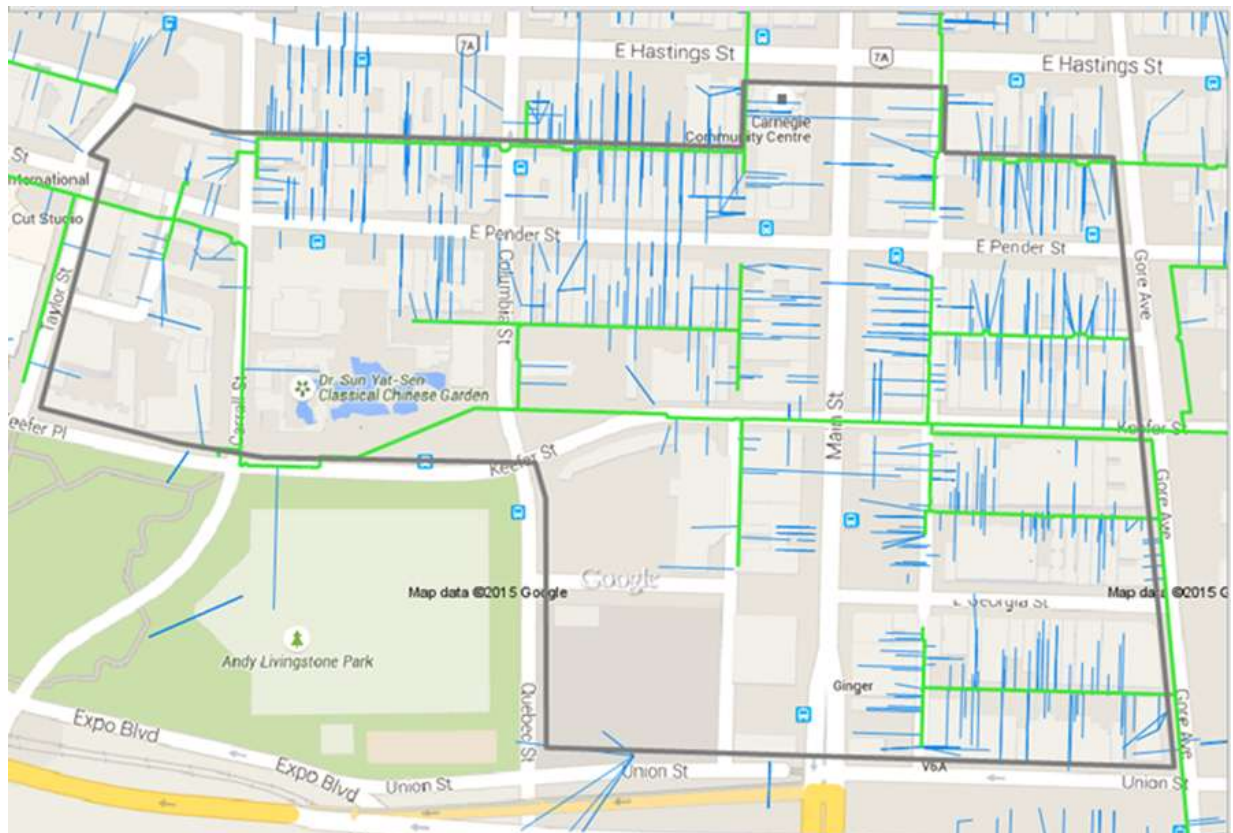 7A
E Hastings St
7A
E Hastings St
Carnegie
Community Centre
St
International
Cut Studio
E Pender St
E Pender St
Taylor St
Columbia St
Gore Ave
Dr Sun Yat-Sen
Classical Chinese Garden
Carrall St
Main St
Keefer Pl
Keefer St
Keefer St
Gore Ave
Google
Map data ©2015 Google
Map data ©2015 G
E Georgia St
Andy Livingstone Park
Ginger
Quebec St
Gore Ave
Expo Blvd
Expo Blvd
Union St
Union St
Union St